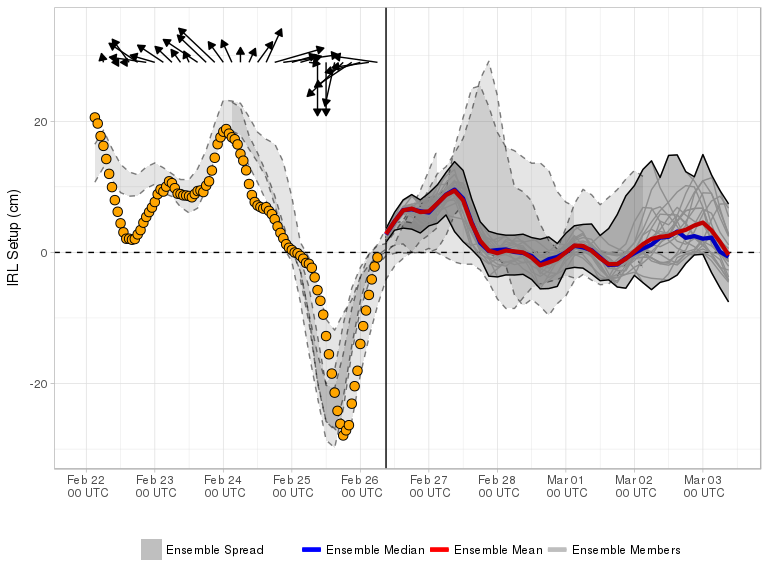 IRL Setup (cm)
20
0
-20
Feb 22 Feb 23 Feb 24 Feb 25 Feb 26 Feb 27 Feb 28 Mar 01 Mar 02 Mar 03
00 UTC 00 UTC 00 UTC 00 UTC 00 UTC 00 UTC 00 UTC 00 UTC 00 UTC 00 UTC
Ensemble Spread Ensemble Median Ensemble Mean Ensemble Members